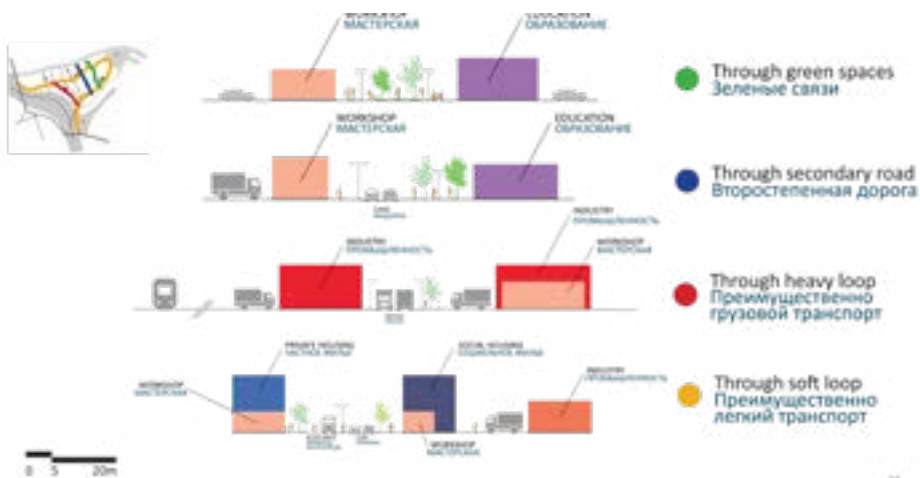 WORKSHOP
МАСТЕРСКАЯ
EDUCATION
ОБРАЗОВАНИЕ
Through green spaces
Зеленые связи
WORKSHOP
МАСТЕРСКАЯ
EDUCATION
ОБРАЗОВАНИЕ
Through secondary road
Второстепенная дорога
INDUSTRY
ПРОМЫШЛЕННОСТЬ
INDUSTRY
ПРОМЫШЛЕННОСТЬ
WORKSHOP
МАСТЕРСКАЯ
Through heavy loop
Преимущественно
грузовой транспорт
PRIVATE HOUSING
ЧАСТНОЕ ЖИЛЬЕ
SOCIAL HOUSING
СОЦИАЛЬНОЕ ЖИЛЬЕ
WORKSHOP
МАСТЕРСКАЯ
INDUSTRY
ПРОМЫШЛЕННОСТЬ
Through soft loop
Преимущественно
легкий транспорт
WORKSHOP
МАСТЕРСКАЯ
0 5 20m